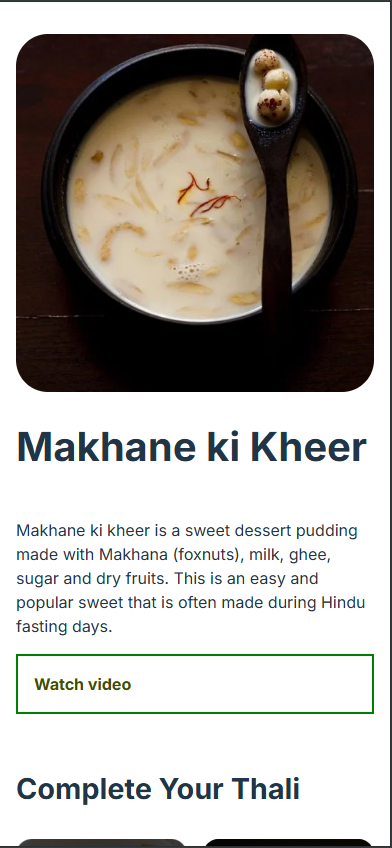 Makhane ki Kheer
Makhane ki kheer is a sweet dessert pudding
made with Makhana (foxnuts), milk, ghee,
sugar and dry fruits. This is an easy and
popular sweet that is often made during Hindu
fasting days.
Watch video
Complete Your Thali